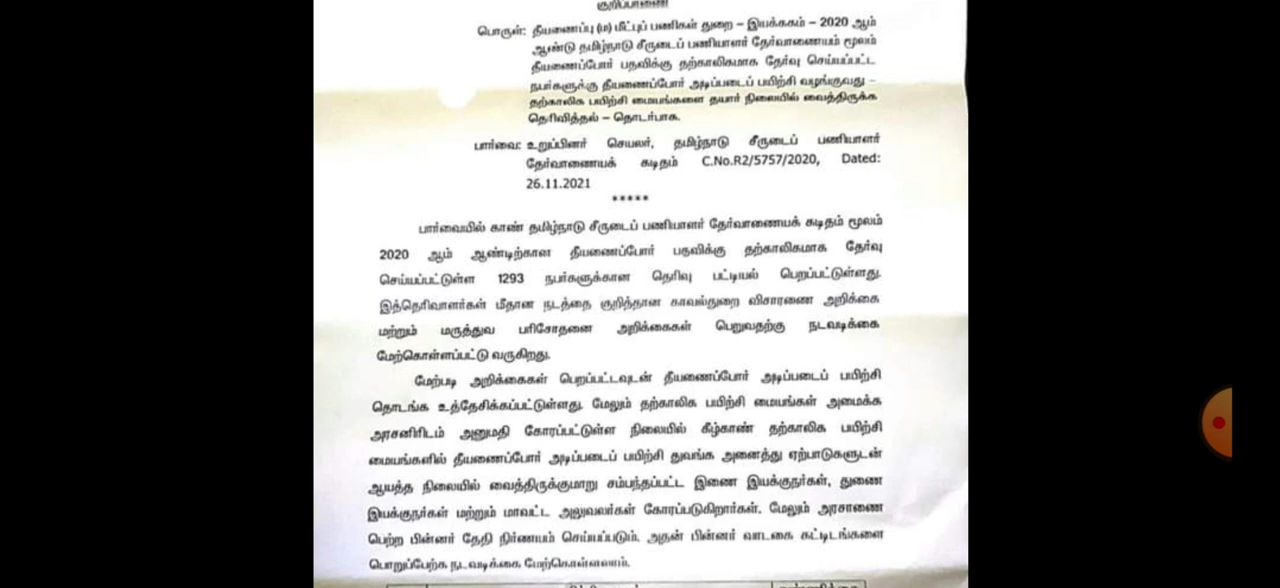 குறிப்பாணை
பொருள்: தீயணைப்பு (ம) மீட்புப் பணிகள் துறை – இயக்ககம் – 2020 ஆம்
ஆண்டு தமிழ்நாடு சீருடைப் பணியாளர் தேர்வாணையம் மூலம்
தீயணைப்போர் பதவிக்கு தற்காலிகமாக தேர்வு செய்யப்பட்ட
நபர்களுக்கு தீயணைப்போர் அடிப்படைப் பயிற்சி வழங்குவது –
தற்காலிக பயிற்சி மையங்களை தயார் நிலையில் வைத்திருக்க
தெரிவித்தல் – தொடர்பாக.
பார்வை: உறுப்பினர் செயலர், தமிழ்நாடு சீருடைப் பணியாளர்
தேர்வாணையக் கடிதம் C.No.R2/5757/2020, Dated:
26.11.2021
*****
பார்வையில் காண் தமிழ்நாடு சீருடைப் பணியாளர் தேர்வாணையக் கடிதம் மூலம்
2020 ஆம் ஆண்டிற்கான தீயணைப்போர் பதவிக்கு தற்காலிகமாக தேர்வு
செய்யப்பட்டுள்ள 1293 நபர்களுக்கான தெரிவு பட்டியல் பெறப்பட்டுள்ளது.
இத்தெரிவாளர்கள் மீதான நடத்தை குறித்தான காவல்துறை விசாரணை அறிக்கை
மற்றும் மருத்துவ பரிசோதனை அறிக்கைகள் பெறுவதற்கு நடவடிக்கை
மேற்கொள்ளப்பட்டு வருகிறது.
மேற்படி அறிக்கைகள் பெறப்பட்டவுடன் தீயணைப்போர் அடிப்படைப் பயிற்சி
தொடங்க உத்தேசிக்கப்பட்டுள்ளது. மேலும் தற்காலிக பயிற்சி மையங்கள் அமைக்க
அரசிடம் அனுமதி கோரப்பட்டுள்ள நிலையில் கீழ்காண் தற்காலிக பயிற்சி
மையங்களில் தீயணைப்போர் அடிப்படைப் பயிற்சி துவங்க அனைத்து ஏற்பாடுகளுடன்
ஆயத்த நிலையில் வைத்திருக்குமாறு சம்பந்தப்பட்ட இணை இயக்குநர்கள், துணை
இயக்குநர்கள் மற்றும் மாவட்ட அலுவலர்கள் கோரப்படுகிறார்கள். மேலும் அரசாணை
பெற்ற பின்னர் தேதி நிர்ணயம் செய்யப்படும். அதன் பின்னர் வாடகை கட்டிடங்களை
பொறுப்பேற்க நடவடிக்கை மேற்கொள்ளலாம்.